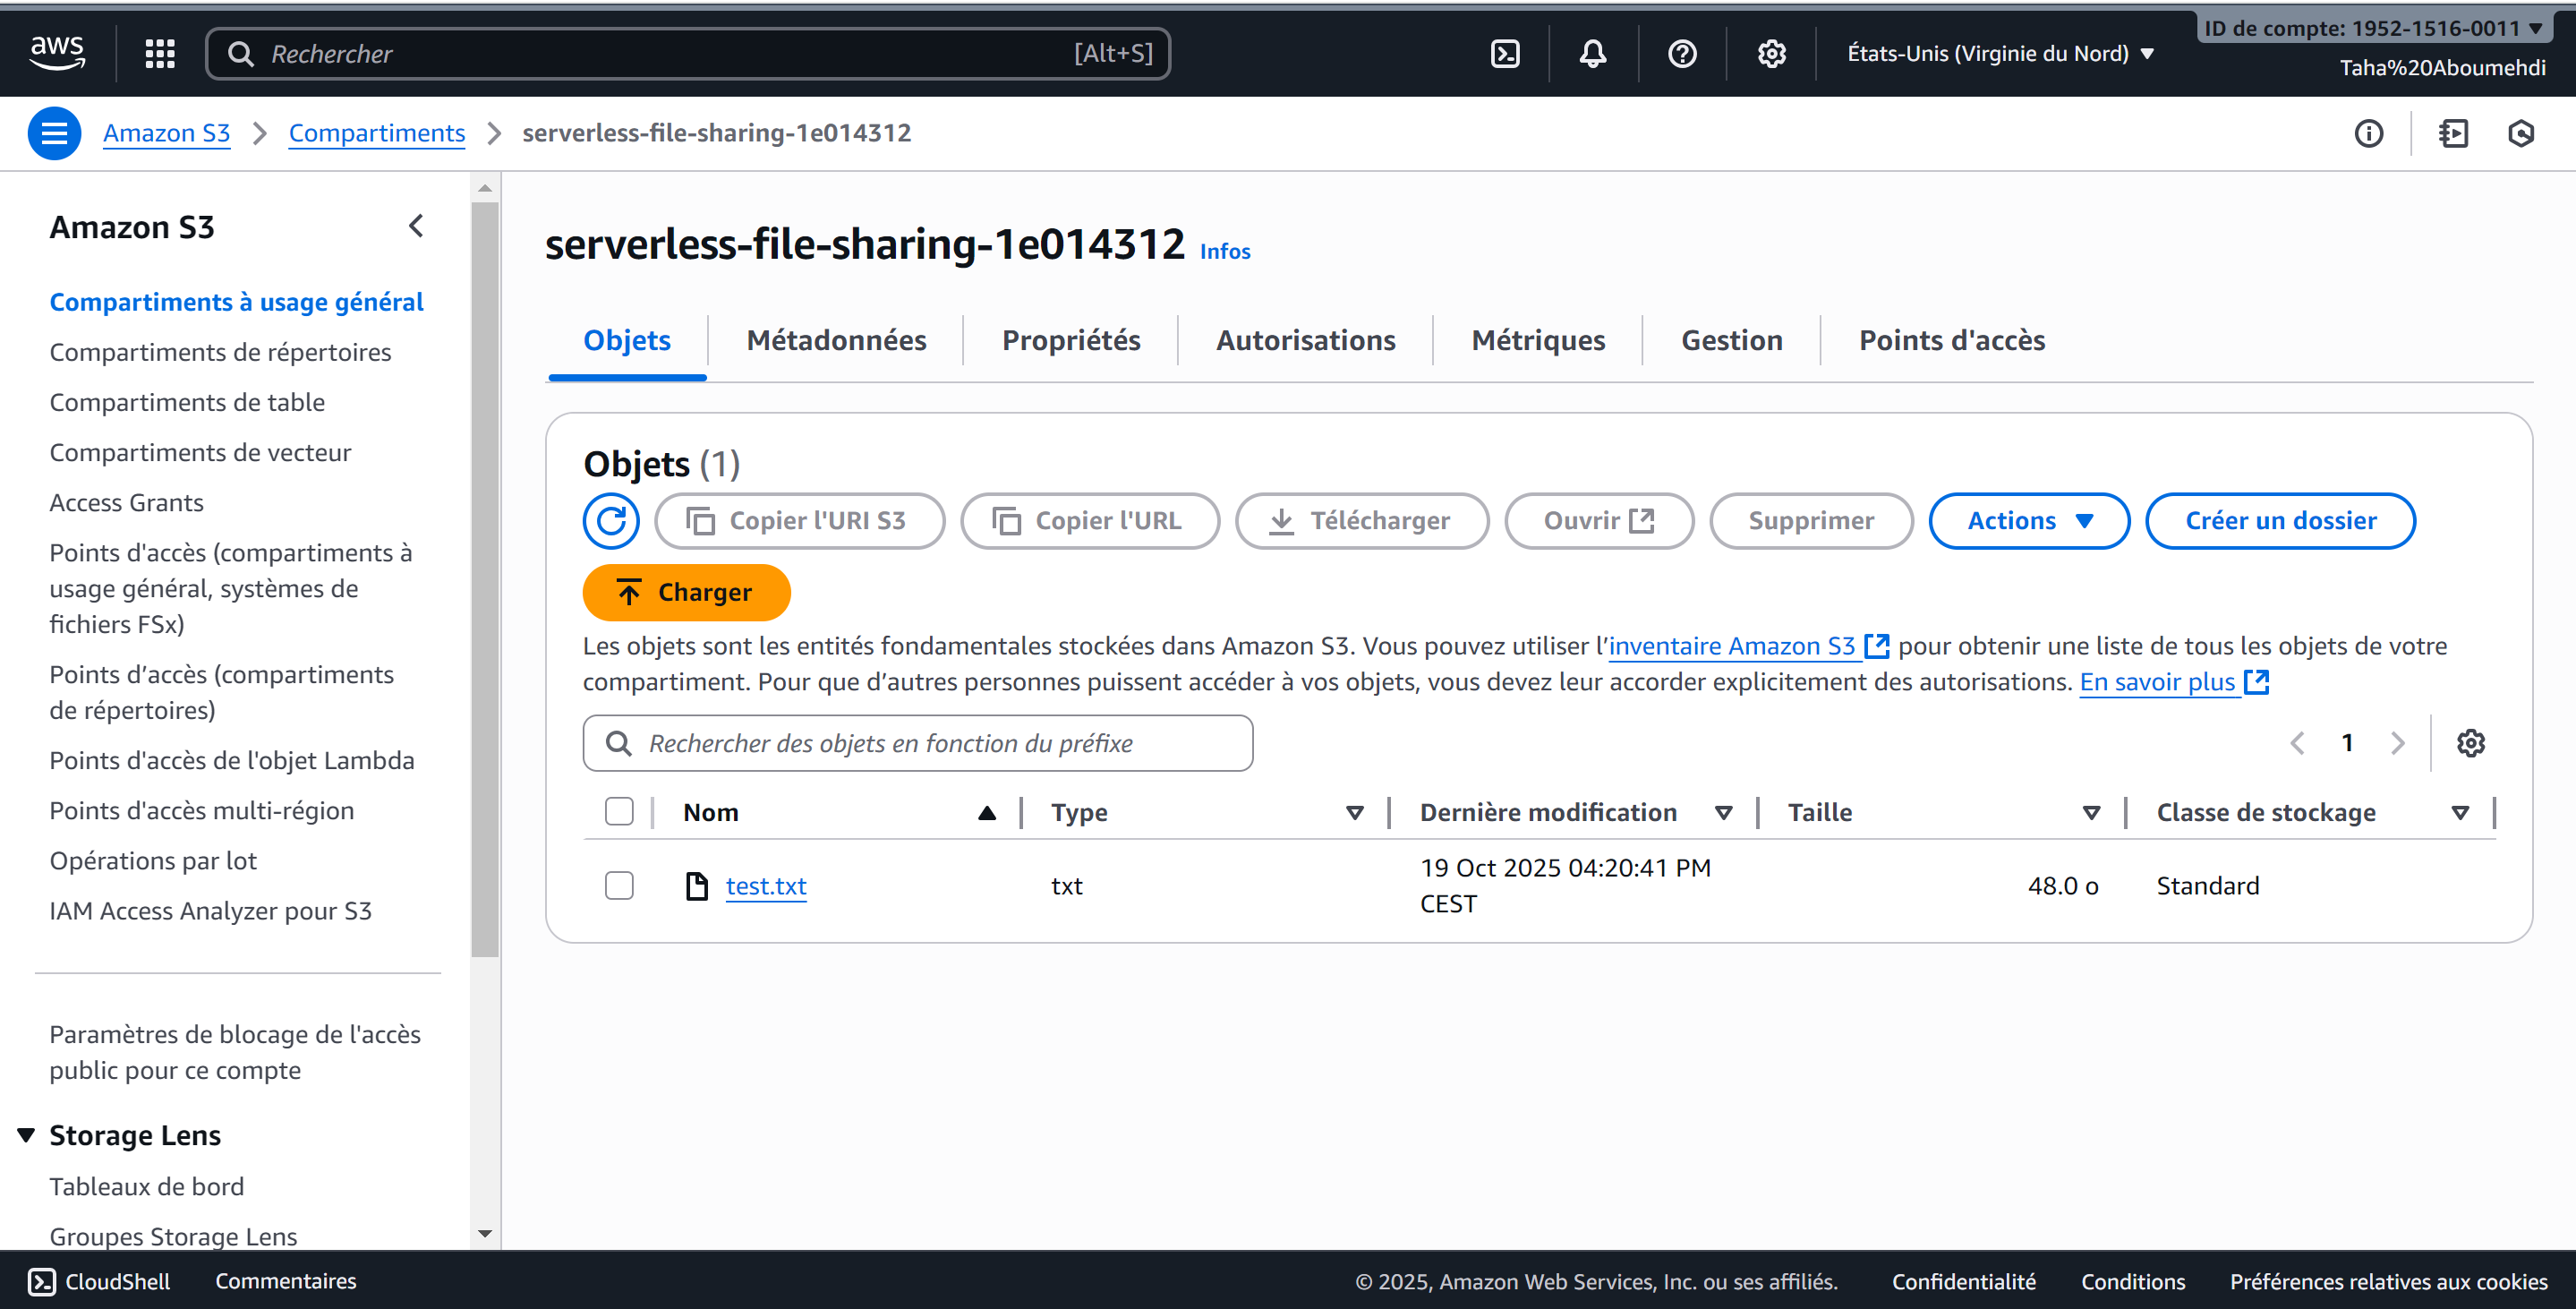 aws
Rechercher
[Alt+S]
États-Unis (Virginie du Nord)
ID de compte: 1952-1516-0011
Taha%20Aboumehdi
Amazon S3
Compartiments
serverless-file-sharing-1e014312
Amazon S3
Compartiments à usage général
Compartiments de répertoires
Compartiments de table
Compartiments de vecteur
Access Grants
Points d'accès (compartiments à
usage général, systèmes de
fichiers FSx)
Points d’accès (compartiments
de répertoires)
Points d'accès de l'objet Lambda
Points d'accès multi-région
Opérations par lot
IAM Access Analyzer pour S3
Paramètres de blocage de l'accès
public pour ce compte
Storage Lens
Tableaux de bord
Groupes Storage Lens
serverless-file-sharing-1e014312 Infos
Objets
Métadonnées
Propriétés
Autorisations
Métriques
Gestion
Points d'accès
Objets (1)
Copier l'URI S3
Copier l'URL
Télécharger
Ouvrir
Supprimer
Actions
Créer un dossier
Charger
Les objets sont les entités fondamentales stockées dans Amazon S3. Vous pouvez utiliser l’inventaire Amazon S3 pour obtenir une liste de tous les objets de votre
compartiment. Pour que d’autres personnes puissent accéder à vos objets, vous devez leur accorder explicitement des autorisations. En savoir plus
Rechercher des objets en fonction du préfixe
1
Nom
Type
Dernière modification
Taille
Classe de stockage
test.txt
txt
19 Oct 2025 04:20:41 PM
CEST
48.0 o
Standard
CloudShell
Commentaires
© 2025, Amazon Web Services, Inc. ou ses affiliés.
Confidentialité
Conditions
Préférences relatives aux cookies